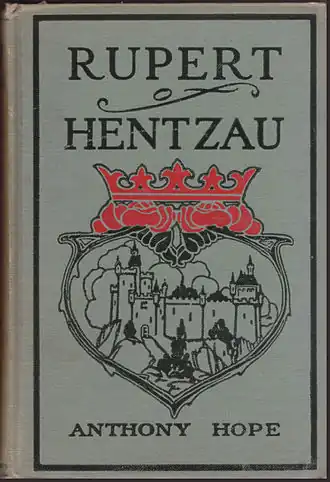 RUPERT
OF
HENTZAU
ANTHONY HOPE